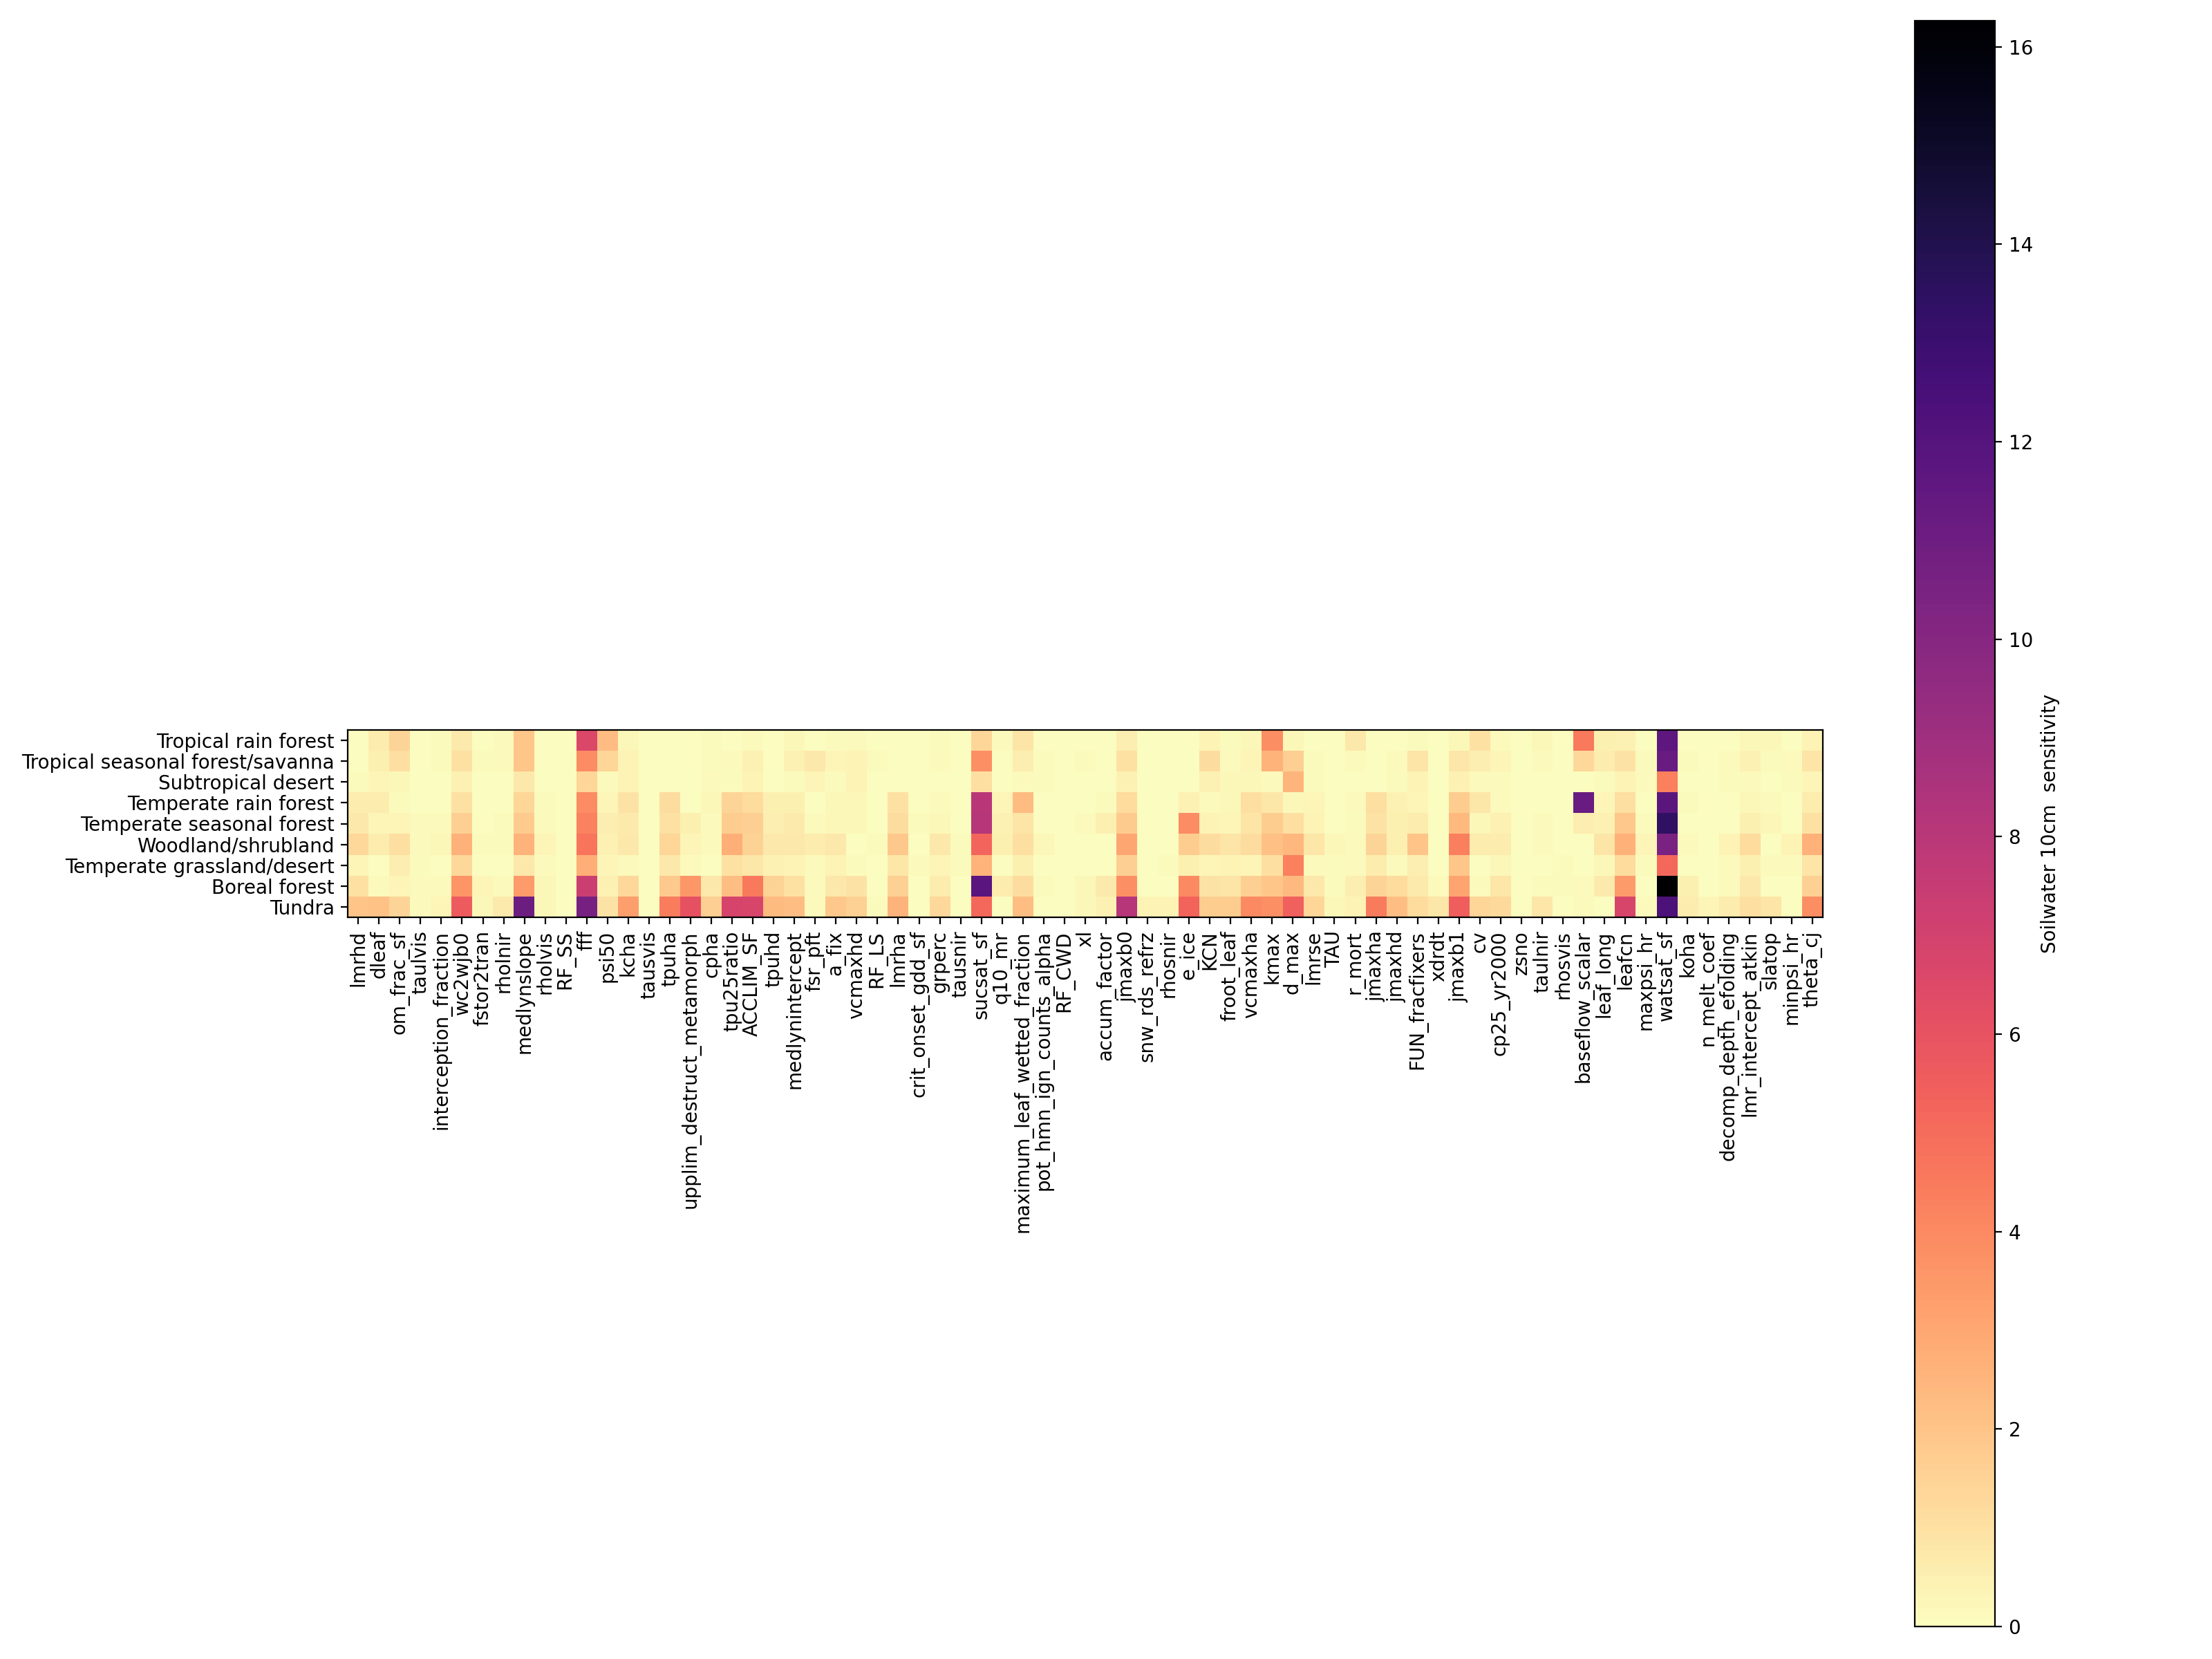 Tropical rain forest
Tropical seasonal forest/savanna
Subtropical desert
Temperate rain forest
Temperate seasonal forest
Woodland/shrubland
Temperate grassland/desert
Boreal forest
Tundra
lmrhd
dleaf
om_frac_sf
taulvis
interception_fraction
wc2wjb0
fstor2tran
rholnir
medlynslope
rholvis
RF_SS
fff
psi50
kcha
tausvis
tpuha
upplim_destruct_metamorph
cpha
tpu25ratio
ACCLIM_SF
tpuhd
medlynintercept
fsr_pft
a_fix
vcmaxhd
RF_LS
lmrha
crit_onset_gdd_sf
grperc
tausnir
sucsat_sf
q10_mr
maximum_leaf_wetted_fraction
pot_hmn_ign_counts_alpha
RF_CWD
xl
accum_factor
jmaxb0
snw_rds_refrz
rhosnir
e_ice
KCN
froot_leaf
vcmaxha
kmax
d_max
lmrse
TAU
r_mort
jmaxha
jmaxhd
FUN_fracfixers
xdrdt
jmaxb1
cv
cp25_yr2000
zsno
taulnir
rhosvis
baseflow_scalar
leaf_long
leafcn
maxpsi_hr
watsat_sf
koha
n_melt_coef
decomp_depth_efolding
lmr_intercept_atkin
slatop
minpsi_hr
theta_cj
16
14
12
10
8
6
4
2
0
Soilwater 10cm  sensitivity